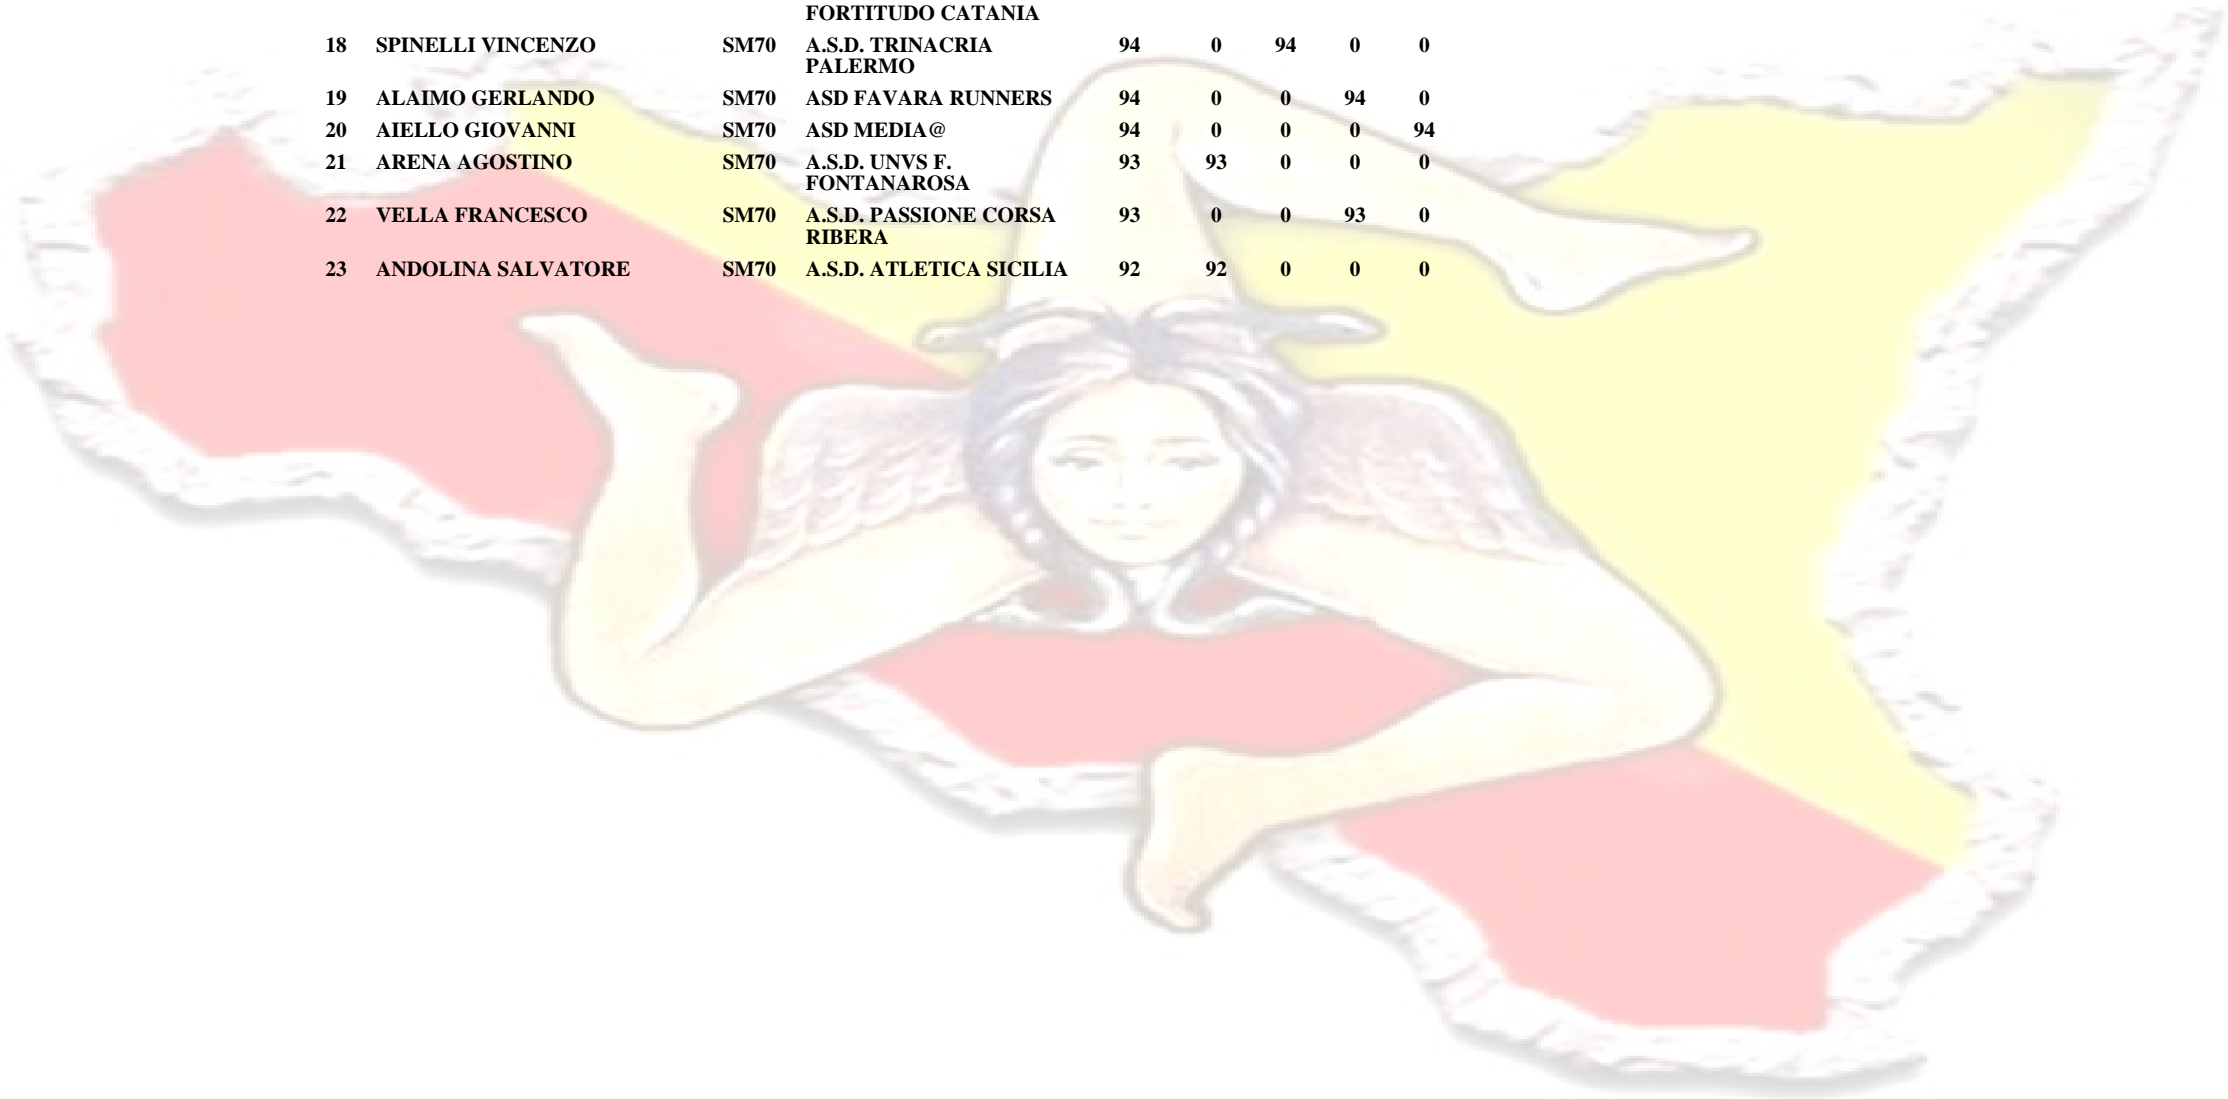 FORTITUDO CATANIA
18 SPINELLI VINCENZO SM70 A.S.D. TRINACRIA 94 0 94 0 0
PALERMO
19 ALAIMO GERLANDO SM70 ASD FAVARA RUNNERS 94 0 0 94 0
20 AIELLO GIOVANNI SM70 ASD MEDIA@ 94 0 0 0 94
21 ARENA AGOSTINO SM70 A.S.D. UNVS F. 93 93 0 0 0
FONTANAROSA
22 VELLA FRANCESCO SM70 A.S.D. PASSIONE CORSA 93 0 0 93 0
RIBERA
23 ANDOLINA SALVATORE SM70 A.S.D. ATLETICA SICILIA 92 92 0 0 0